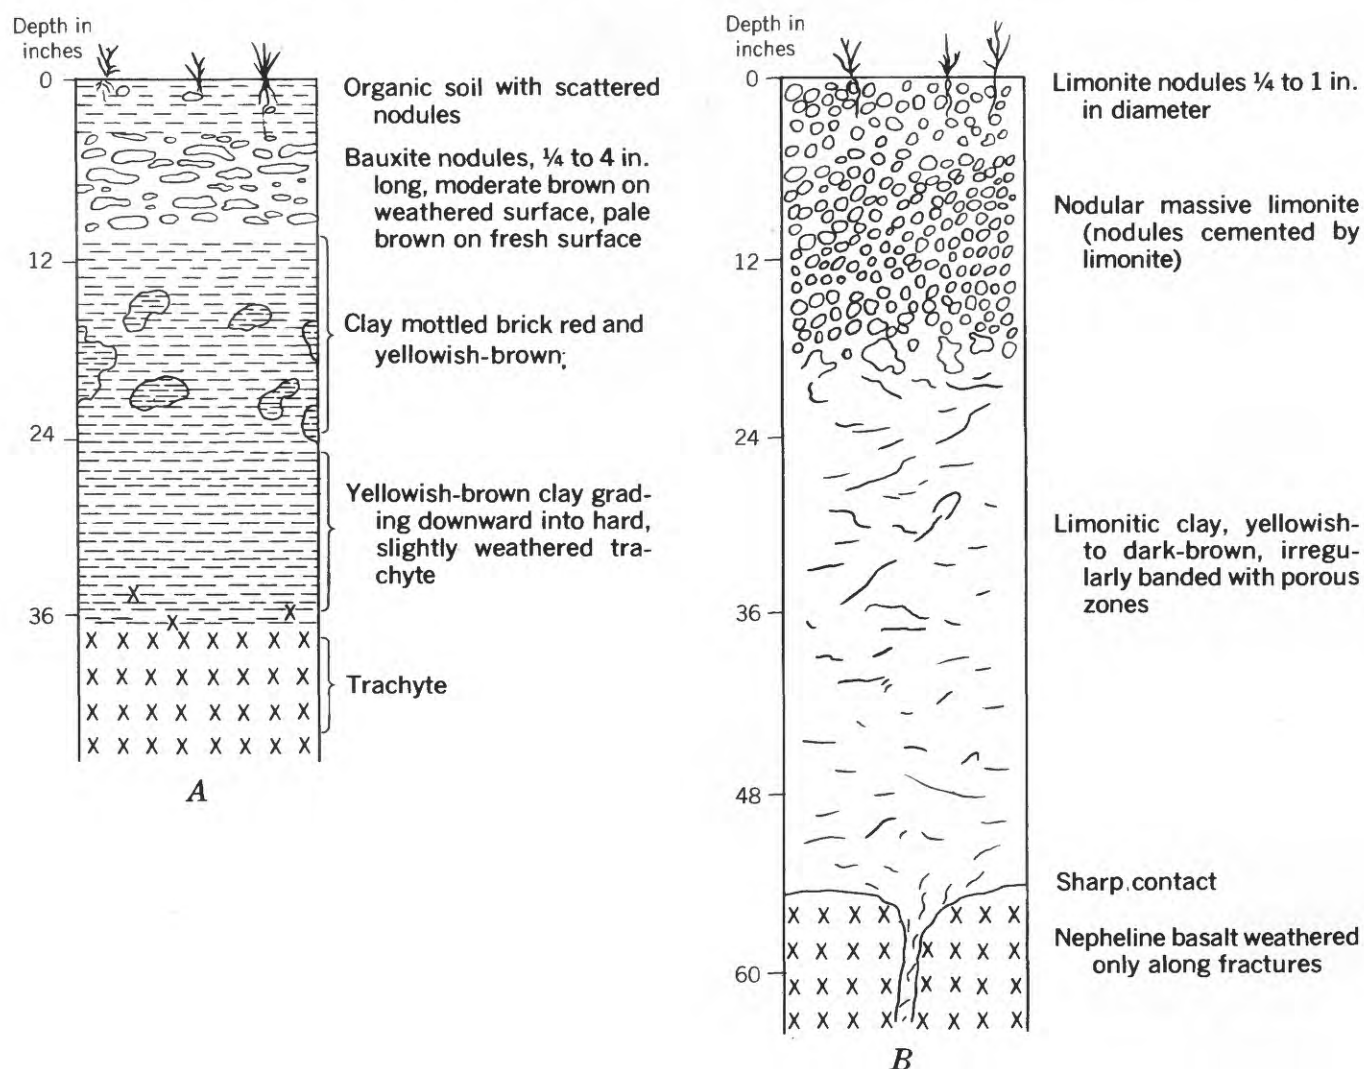 Depth in
inches
0
12
24
36
Organic soil with scattered
nodules
Bauxite nodules, ¼ to 4 in.
long, moderate brown on
weathered surface, pale
brown on fresh surface
Clay mottled brick red and
yellowish-brown;
Yellowish-brown clay grad-
ing downward into hard,
slightly weathered tra-
chyte
Trachyte
A
Depth in
inches
0
12
24
36
48
60
Limonite nodules ¼ to 1 in.
in diameter
Nodular massive limonite
(nodules cemented by
limonite)
Limonitic clay, yellowish-
to dark-brown, irregu-
larly banded with porous
zones
Sharp.contact
Nepheline basalt weathered
only along fractures
B